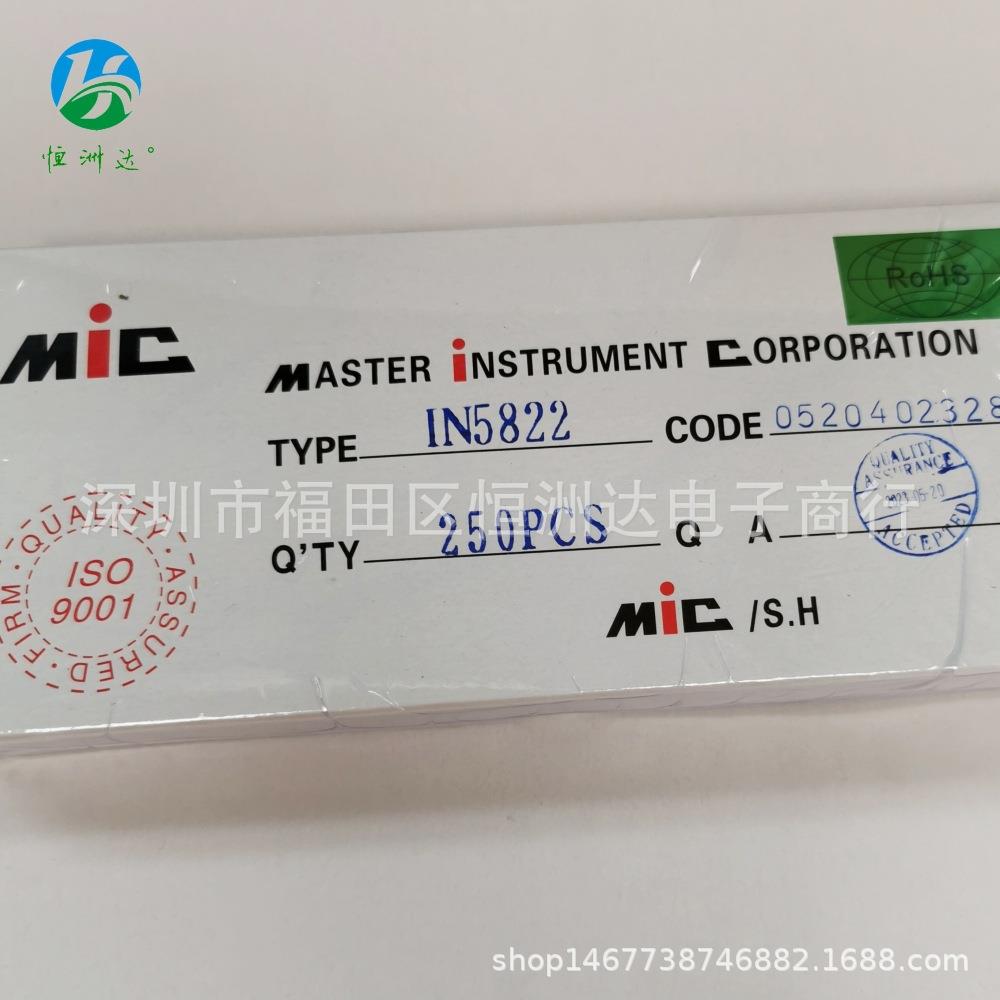 恒洲达
RoHS
MiC
MASTER iNSTRUMENT CORPORATION
TYPE IN5822 CODE 0520402328
QUALITY
ASSURANCE
ACCEPTED
深圳市福田区恒洲达电子商行
Q'TY 250PCS Q A
FIRM · QUALITY · ASSURED ·
ISO
9001
MiC /S.H
shop1467738746882.1688.com